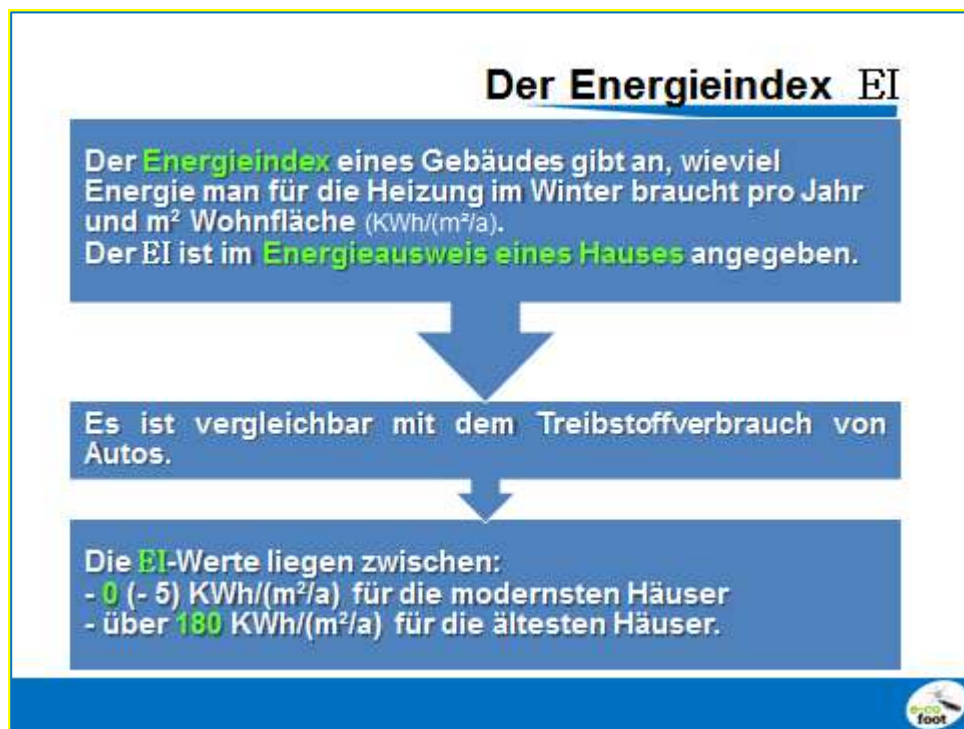 Der Energieindex EI
Der Energieindex eines Gebäudes gibt an, wieviel
Energie man für die Heizung im Winter braucht pro Jahr
und m² Wohnfläche (KWh/(m²/a).
Der EI ist im Energieausweis eines Hauses angegeben.
Es ist vergleichbar mit dem Treibstoffverbrauch von
Autos.
Die EI-Werte liegen zwischen:
- 0 (- 5) KWh/(m²/a) für die modernsten Häuser
- über 180 KWh/(m²/a) für die ältesten Häuser.
e-co
foot